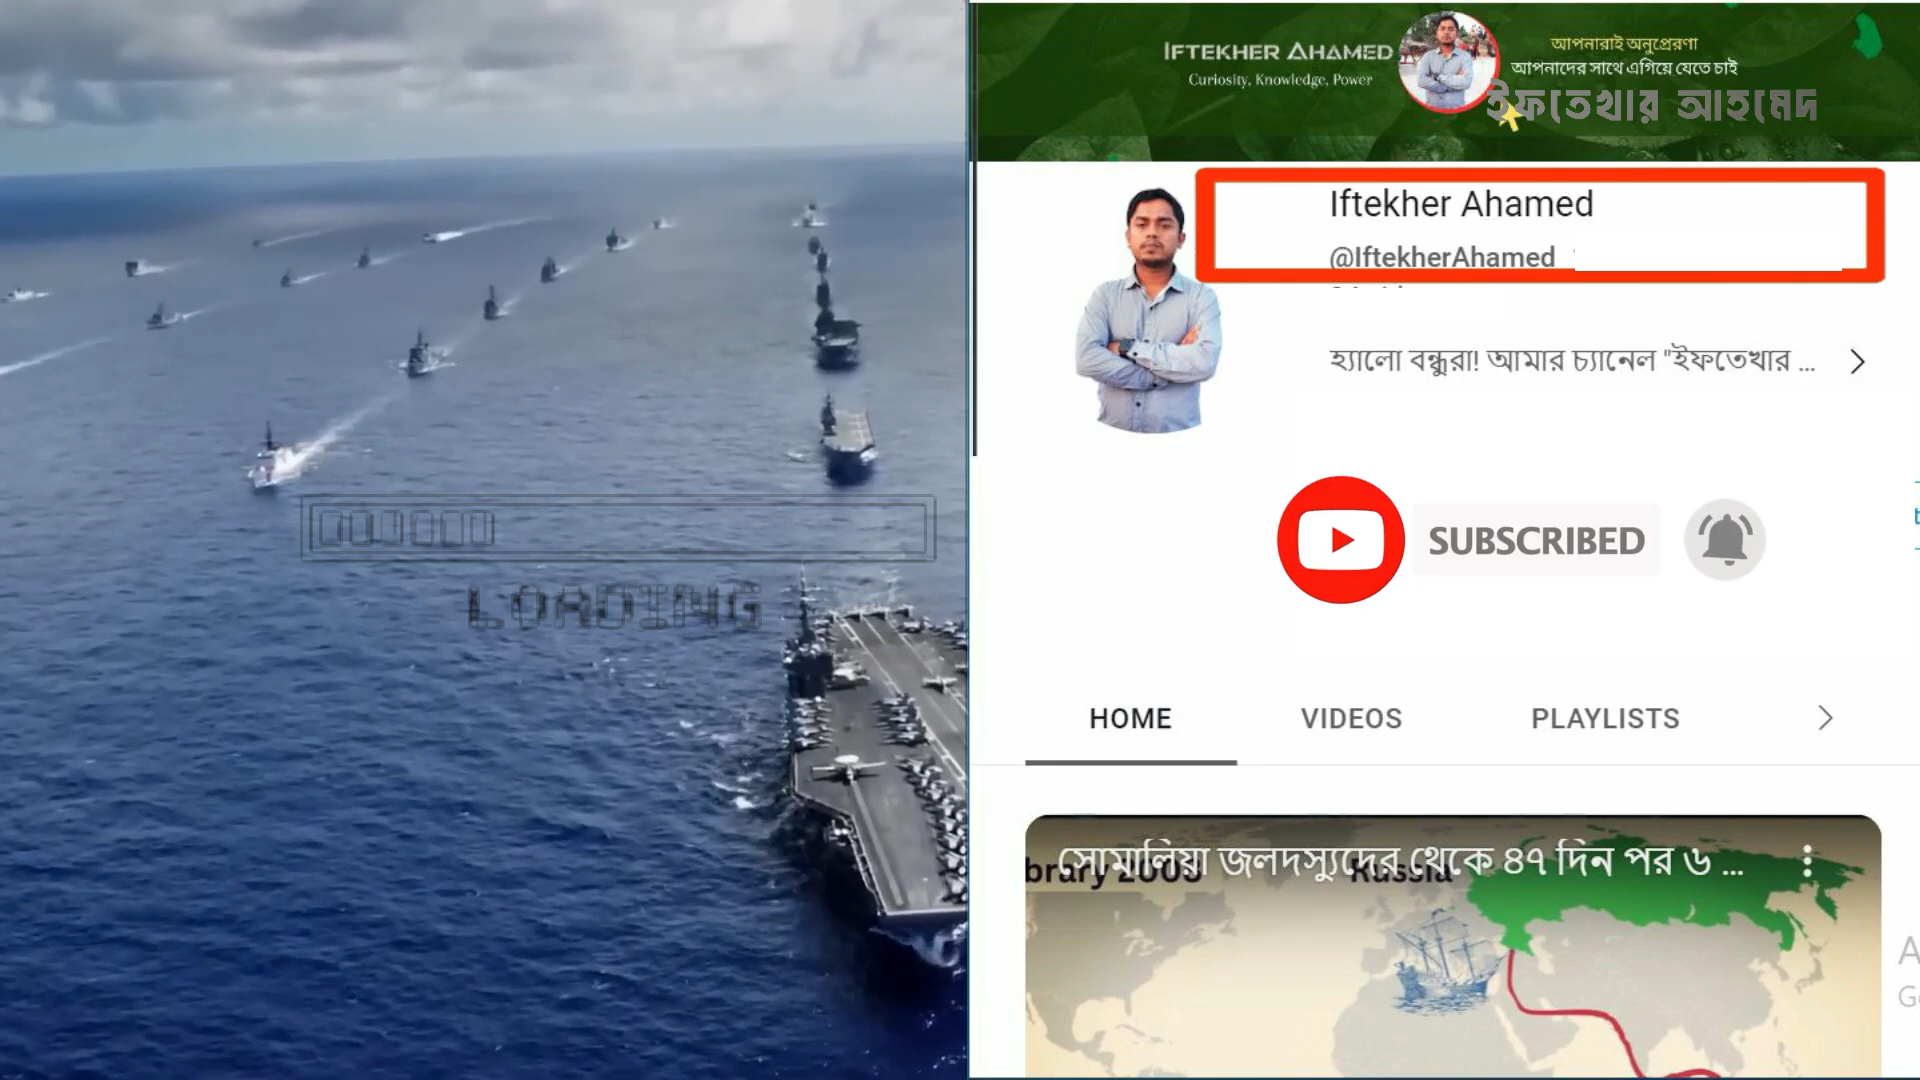 LOADING
IFTEKHER AHAMED
Curiosity, Knowledge, Power
আপনারাই অনুপ্রেরণা
আপনাদের সাথে এগিয়ে যেতে চাই
ইফতেখার আহমেদ
Iftekher Ahamed
@IftekherAhamed
হ্যালো বন্ধুরা! আমার চ্যানেল "ইফতেখার ...
SUBSCRIBED
HOME VIDEOS PLAYLISTS
সোমালিয়া জলদস্যুদের থেকে ৪৭ দিন পর ৬ ...
Russia